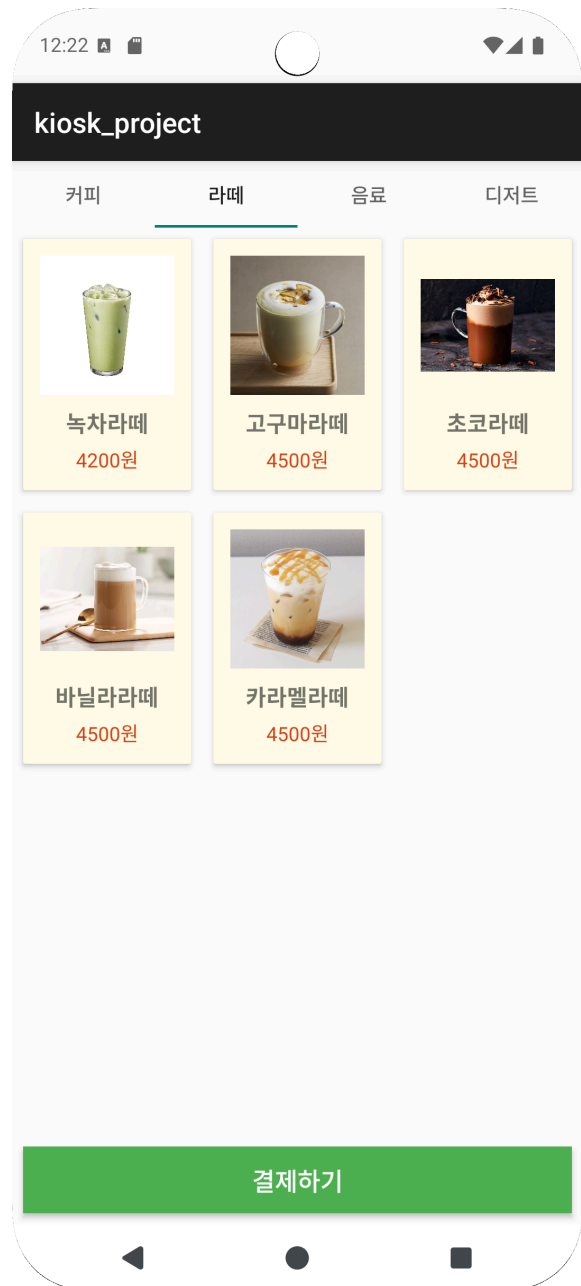 12:22
kiosk_project
커피 라떼 음료 디저트
녹차라떼 고구마라떼 초코라떼
4200원 4500원 4500원
바닐라라떼 카라멜라떼
4500원 4500원
결제하기